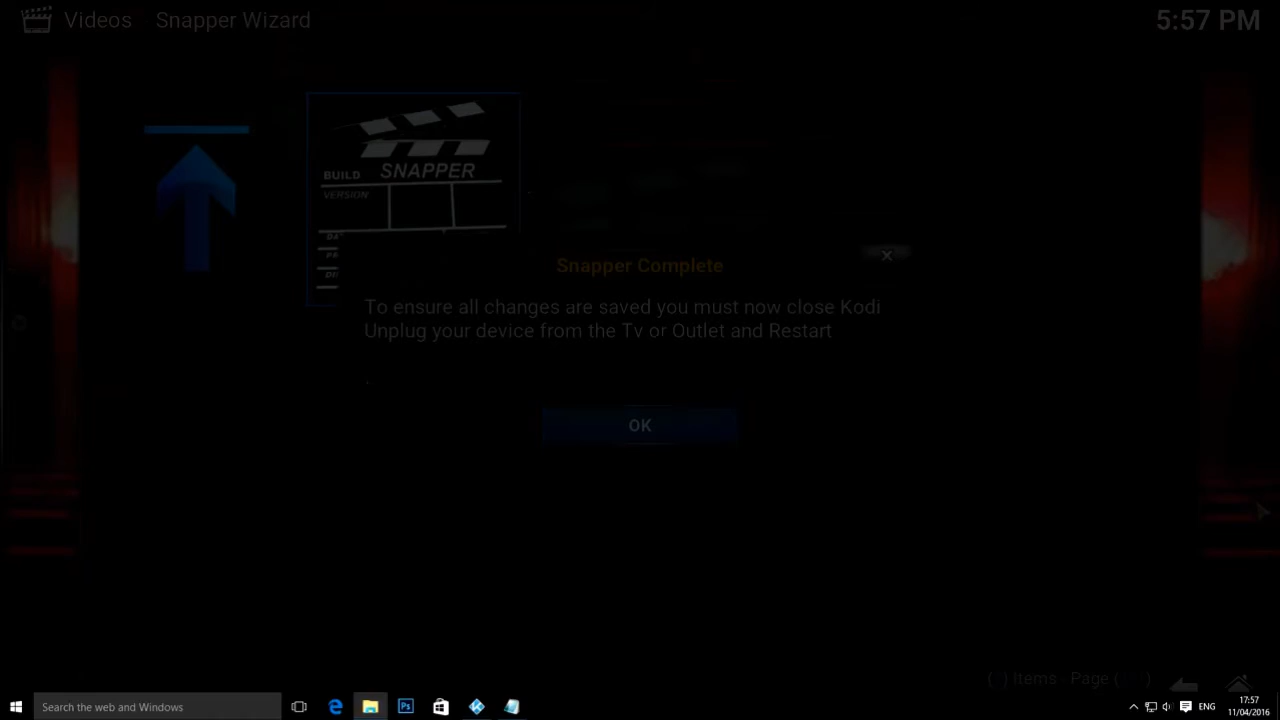 Videos Snapper Wizard
5:57 PM
BUILD SNAPPER
VERSION
Snapper Complete
To ensure all changes are saved you must now close Kodi
Unplug your device from the Tv or Outlet and Restart
OK
Items - Page (
Search the web and Windows
ENG
17:57
11/04/2016